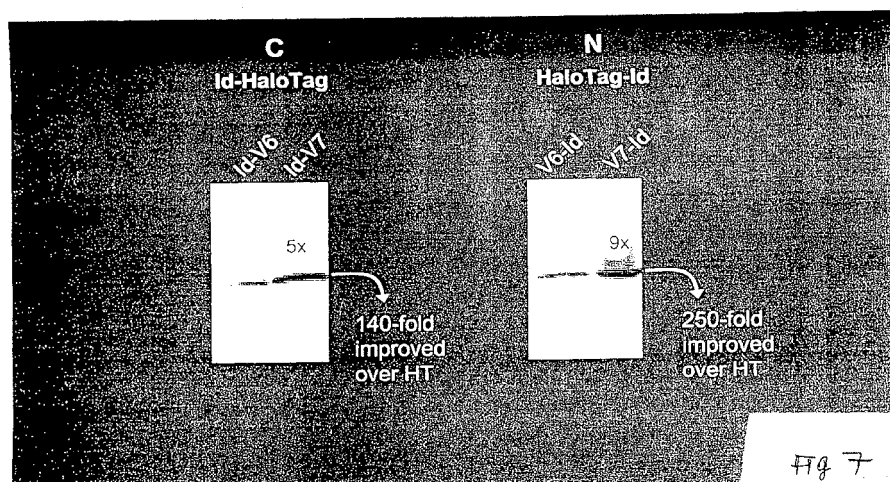 C
Id-HaloTag
Id-V6
Id-V7
5x
140-fold
improved
over HT
N
HaloTag-Id
V6-Id
V7-Id
9x
250-fold
improved
over HT
Fig 7